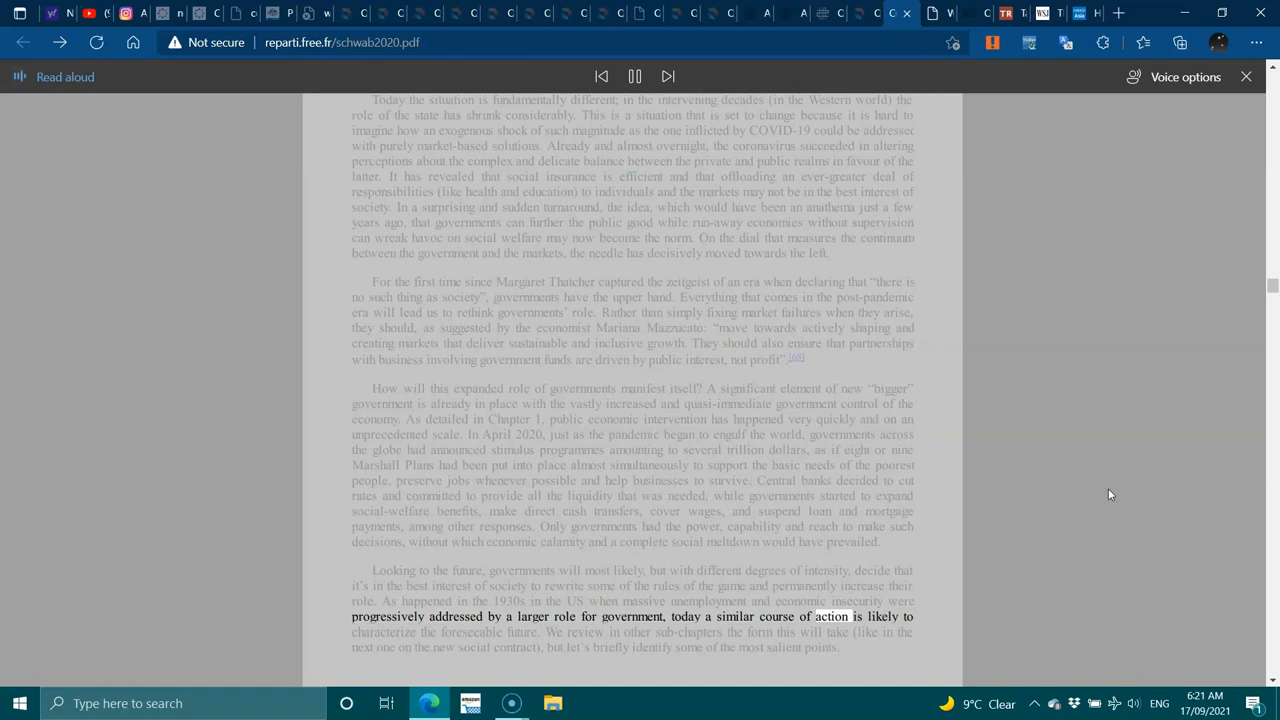 Not secure
reparti.free.fr/schwab2020.pdf
Read aloud
Voice options
Today the situation is fundamentally different; in the intervening decades (in the Western world) the
role of the state has shrunk considerably. This is a situation that is set to change because it is hard to
imagine how an exogenous shock of such magnitude as the one inflicted by COVID-19 could be addressed
with purely market-based solutions. Already and almost overnight, the coronavirus succeeded in altering
perceptions about the complex and delicate balance between the private and public realms in favour of the
latter. It has revealed that social insurance is efficient and that offloading an ever-greater deal of
responsibilities (like health and education) to individuals and the markets may not be in the best interest of
society. In a surprising and sudden turnaround, the idea, which would have been an anathema just a few
years ago, that governments can further the public good while run-away economies without supervision
can wreak havoc on social welfare may now become the norm. On the dial that measures the continuum
between the government and the markets, the needle has decisively moved towards the left.
For the first time since Margaret Thatcher captured the zeitgeist of an era when declaring that “there is
no such thing as society”, governments have the upper hand. Everything that comes in the post-pandemic
era will lead us to rethink governments’ role. Rather than simply fixing market failures when they arise,
they should, as suggested by the economist Mariana Mazzucato: “move towards actively shaping and
creating markets that deliver sustainable and inclusive growth. They should also ensure that partnerships
with business involving government funds are driven by public interest, not profit”.[68]
How will this expanded role of governments manifest itself? A significant element of new “bigger”
government is already in place with the vastly increased and quasi-immediate government control of the
economy. As detailed in Chapter 1, public economic intervention has happened very quickly and on an
unprecedented scale. In April 2020, just as the pandemic began to engulf the world, governments across
the globe had announced stimulus programmes amounting to several trillion dollars, as if eight or nine
Marshall Plans had been put into place almost simultaneously to support the basic needs of the poorest
people, preserve jobs whenever possible and help businesses to survive. Central banks decided to cut
rates and committed to provide all the liquidity that was needed, while governments started to expand
social-welfare benefits, make direct cash transfers, cover wages, and suspend loan and mortgage
payments, among other responses. Only governments had the power, capability and reach to make such
decisions, without which economic calamity and a complete social meltdown would have prevailed.
Looking to the future, governments will most likely, but with different degrees of intensity, decide that
it’s in the best interest of society to rewrite some of the rules of the game and permanently increase their
role. As happened in the 1930s in the US when massive unemployment and economic insecurity were
progressively addressed by a larger role for government, today a similar course of action is likely to
characterize the foreseeable future. We review in other sub-chapters the form this will take (like in the
next one on the new social contract), but let’s briefly identify some of the most salient points.
Type here to search
amazon
9°C Clear
ENG
6:21 AM
17/09/2021